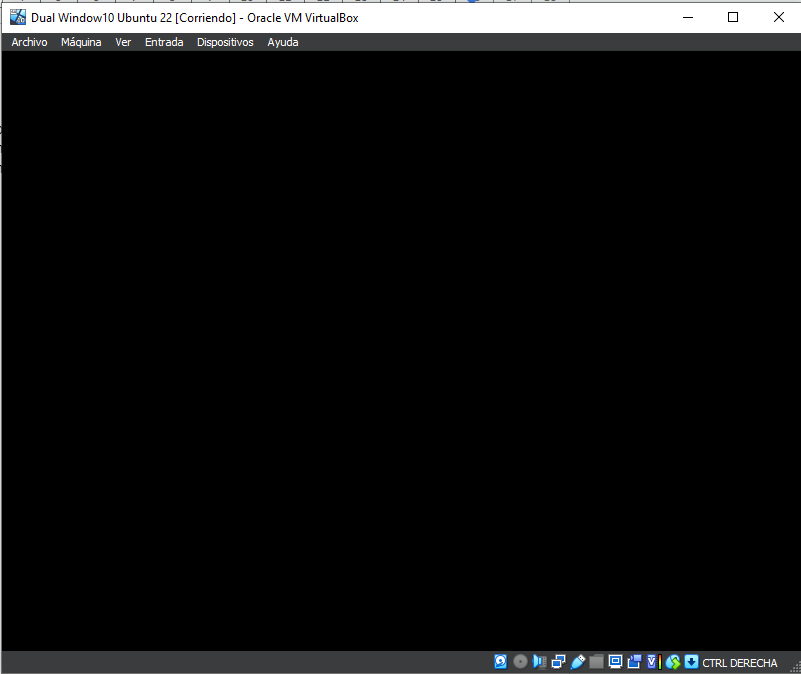 Dual Window10 Ubuntu 22 [Corriendo] - Oracle VM VirtualBox
Archivo Máquina Ver Entrada Dispositivos Ayuda
CTRL DERECHA